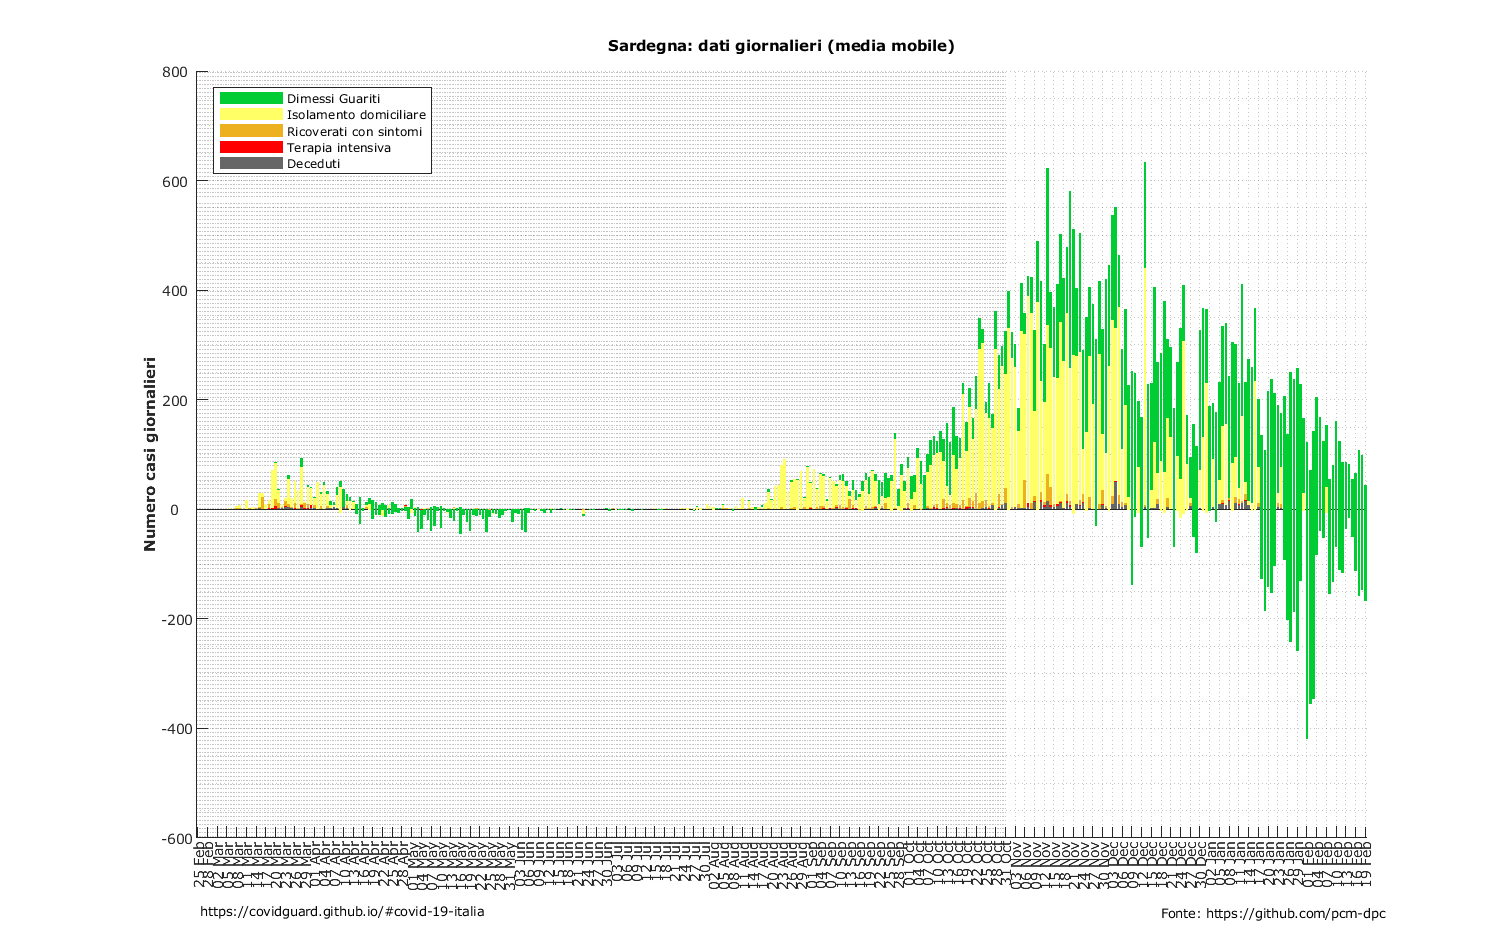 Sardegna: dati giornalieri (media mobile)
800
600
400
200
0
-200
-400
-600
Numero casi giornalieri
Dimessi Guariti
Isolamento domiciliare
Ricoverati con sintomi
Terapia intensiva
Deceduti
25 Feb
28 Feb
02 Mar
05 Mar
08 Mar
11 Mar
14 Mar
17 Mar
20 Mar
23 Mar
26 Mar
29 Mar
01 Apr
04 Apr
07 Apr
10 Apr
13 Apr
16 Apr
19 Apr
22 Apr
25 Apr
28 Apr
01 May
04 May
07 May
10 May
13 May
16 May
19 May
22 May
25 May
28 May
31 May
03 Jun
06 Jun
09 Jun
12 Jun
15 Jun
18 Jun
21 Jun
24 Jun
27 Jun
30 Jun
03 Jul
06 Jul
09 Jul
12 Jul
15 Jul
18 Jul
21 Jul
24 Jul
27 Jul
30 Jul
02 Aug
05 Aug
08 Aug
11 Aug
14 Aug
17 Aug
20 Aug
23 Aug
26 Aug
29 Aug
01 Sep
04 Sep
07 Sep
10 Sep
13 Sep
16 Sep
19 Sep
22 Sep
25 Sep
28 Sep
01 Oct
04 Oct
07 Oct
10 Oct
13 Oct
16 Oct
19 Oct
22 Oct
25 Oct
28 Oct
31 Oct
03 Nov
06 Nov
09 Nov
12 Nov
15 Nov
18 Nov
21 Nov
24 Nov
27 Nov
30 Nov
03 Dec
06 Dec
09 Dec
12 Dec
15 Dec
18 Dec
21 Dec
24 Dec
27 Dec
30 Dec
02 Jan
05 Jan
08 Jan
11 Jan
14 Jan
17 Jan
20 Jan
23 Jan
26 Jan
29 Jan
01 Feb
04 Feb
07 Feb
10 Feb
13 Feb
16 Feb
19 Feb
https://covidguard.github.io/#covid-19-italia
Fonte: https://github.com/pcm-dpc